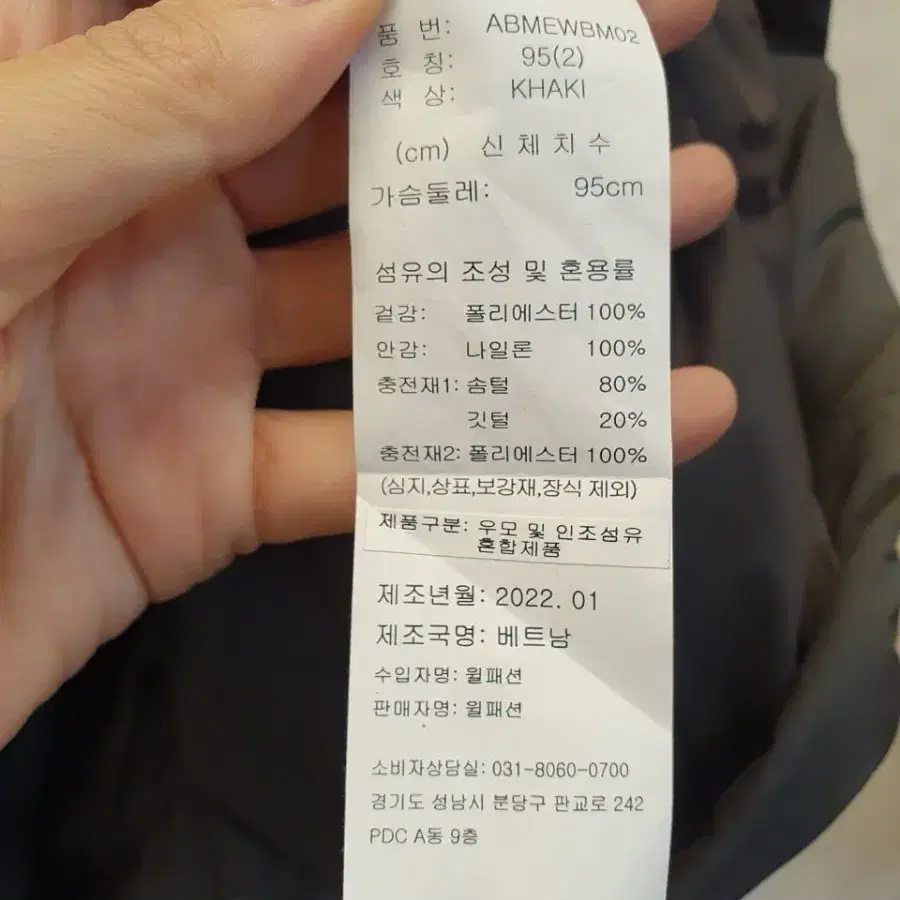 품 번: ABMEWBM02
호 칭: 95(2)
색 상: KHAKI
(cm) 신 체 치 수
가슴둘레: 95cm
섬유의 조성 및 혼용률
겉감: 폴리에스터 100%
안감: 나일론 100%
충전재1: 솜털 80%
깃털 20%
충전재2: 폴리에스터 100%
(심지,상표,보강재,장식 제외)
제품구분: 우모 및 인조섬유
혼합제품
제조년월: 2022. 01
제조국명: 베트남
수입자명: 월패션
판매자명: 월패션
소비자상담실: 031-8060-0700
경기도 성남시 분당구 판교로 242
PDC A동 9층